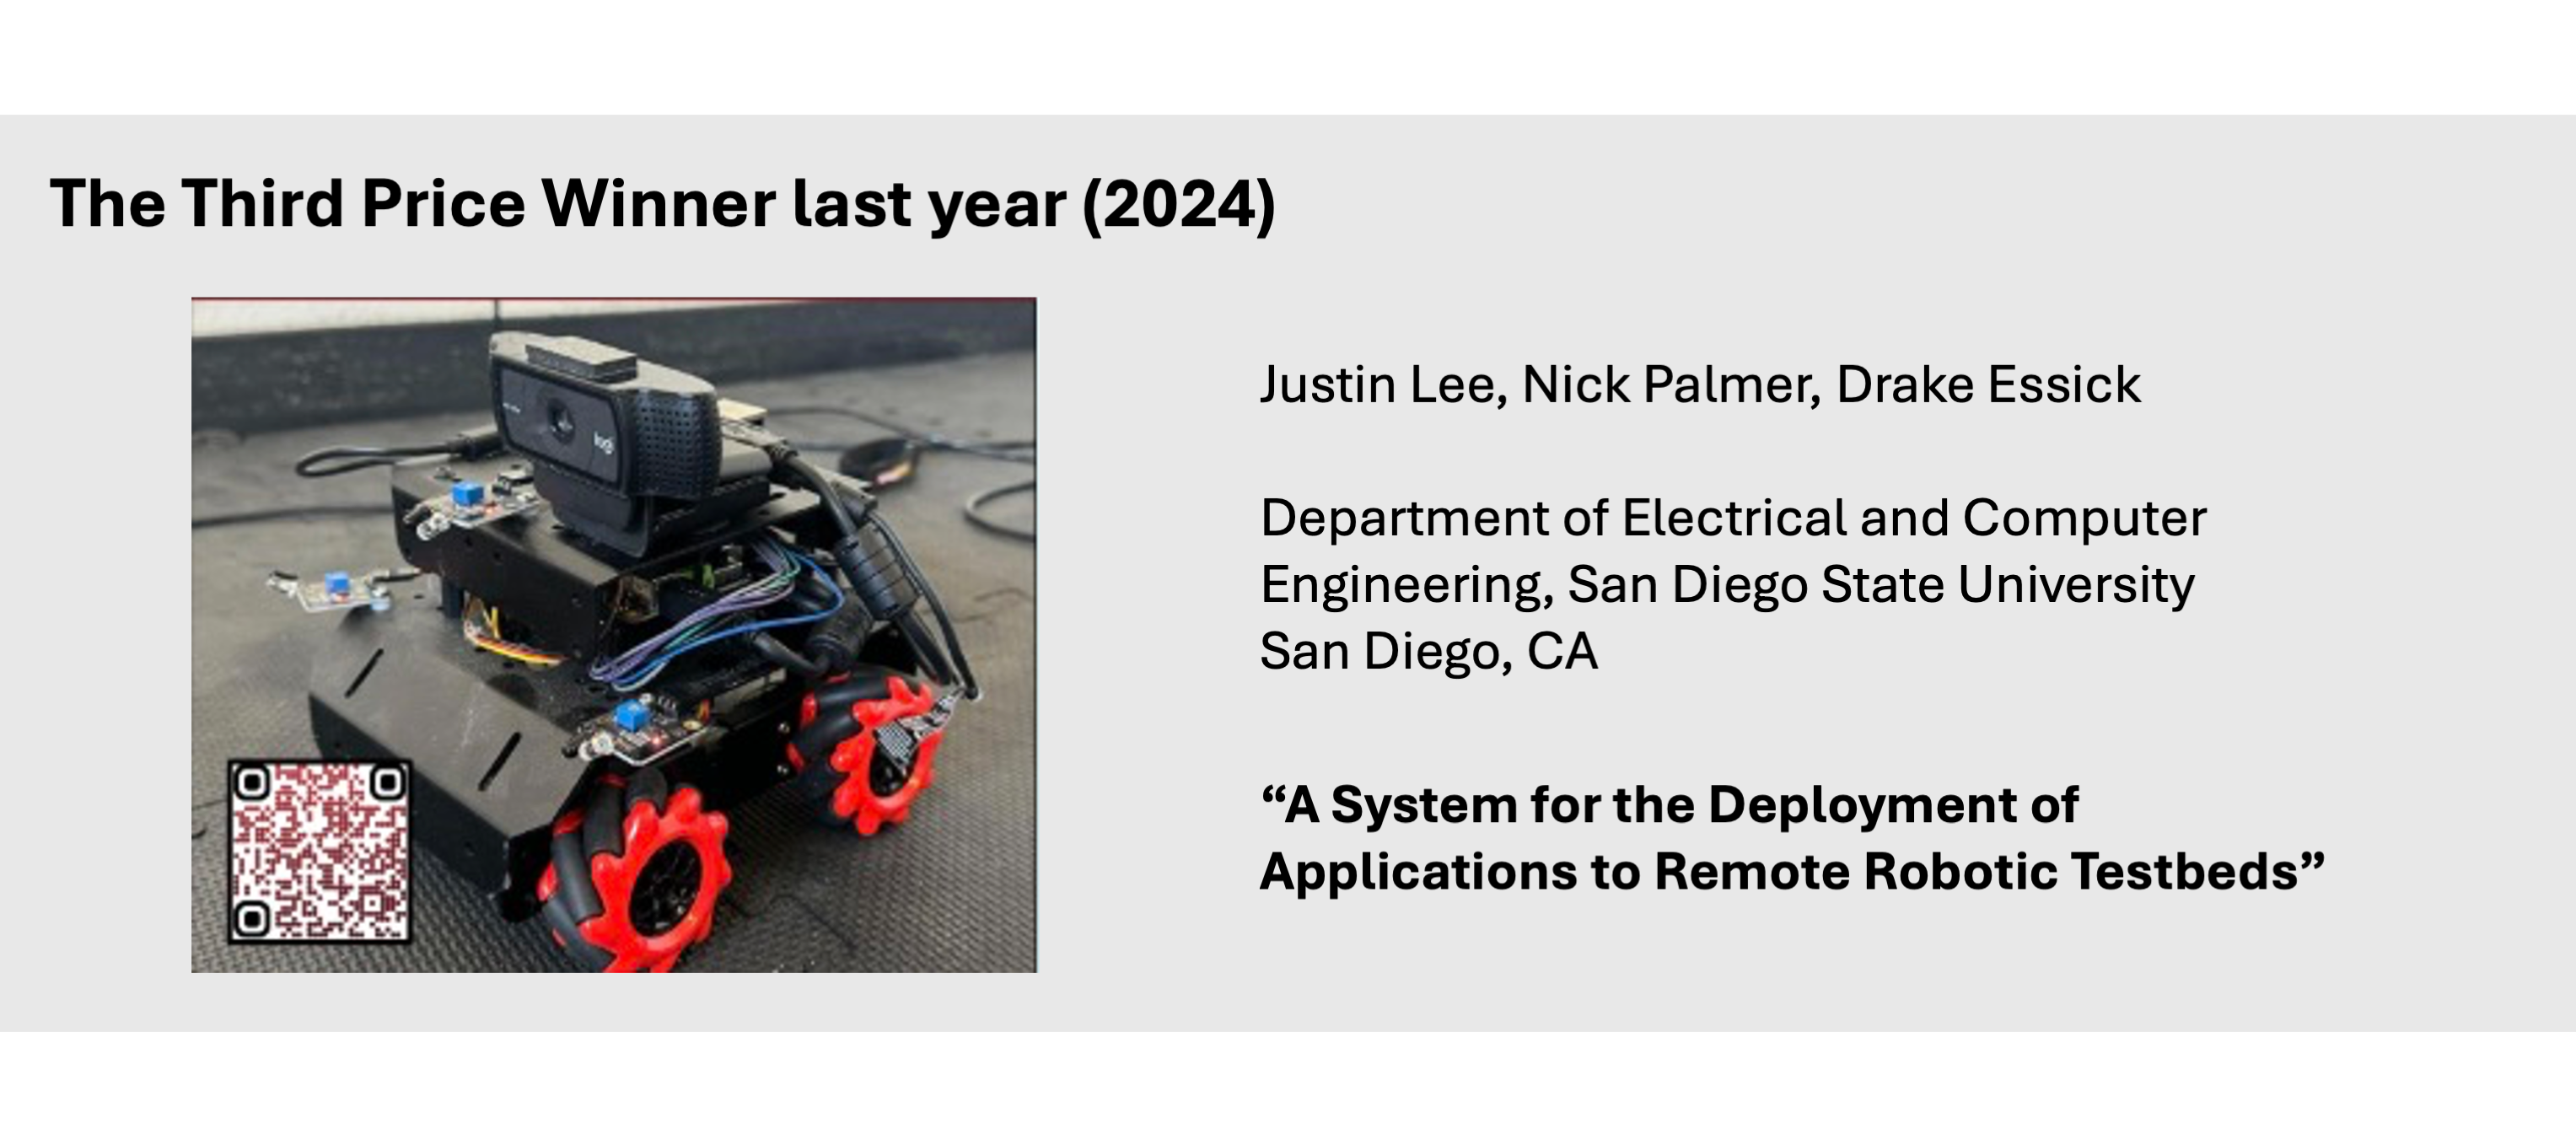 The Third Price Winner last year (2024)
logi
Justin Lee, Nick Palmer, Drake Essick
Department of Electrical and Computer
Engineering, San Diego State University
San Diego, CA
“A System for the Deployment of
Applications to Remote Robotic Testbeds”